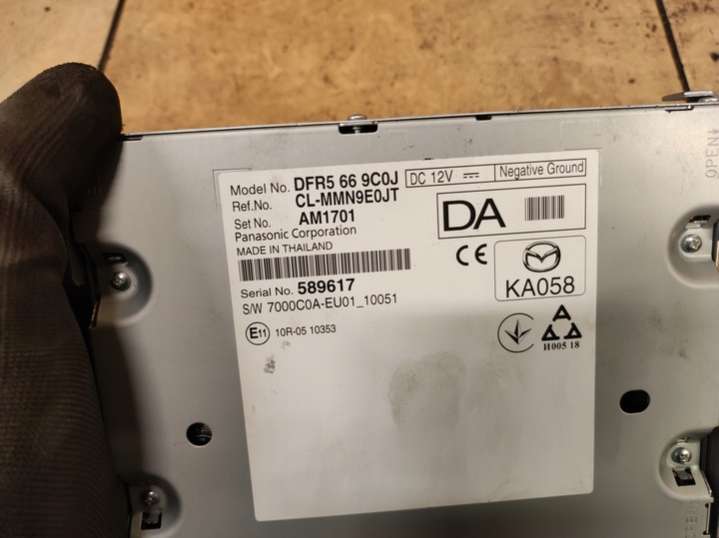 Model No. DFR5 66 9C0J
DC 12V
Negative Ground
Ref.No. CL-MMN9E0JT
Set No. AM1701
Panasonic Corporation
MADE IN THAILAND
DA
CE
KA058
Serial No. 589617
S/W 7000C0A-EU01_10051
E11 10R-05 10353
H005 18
OPEN